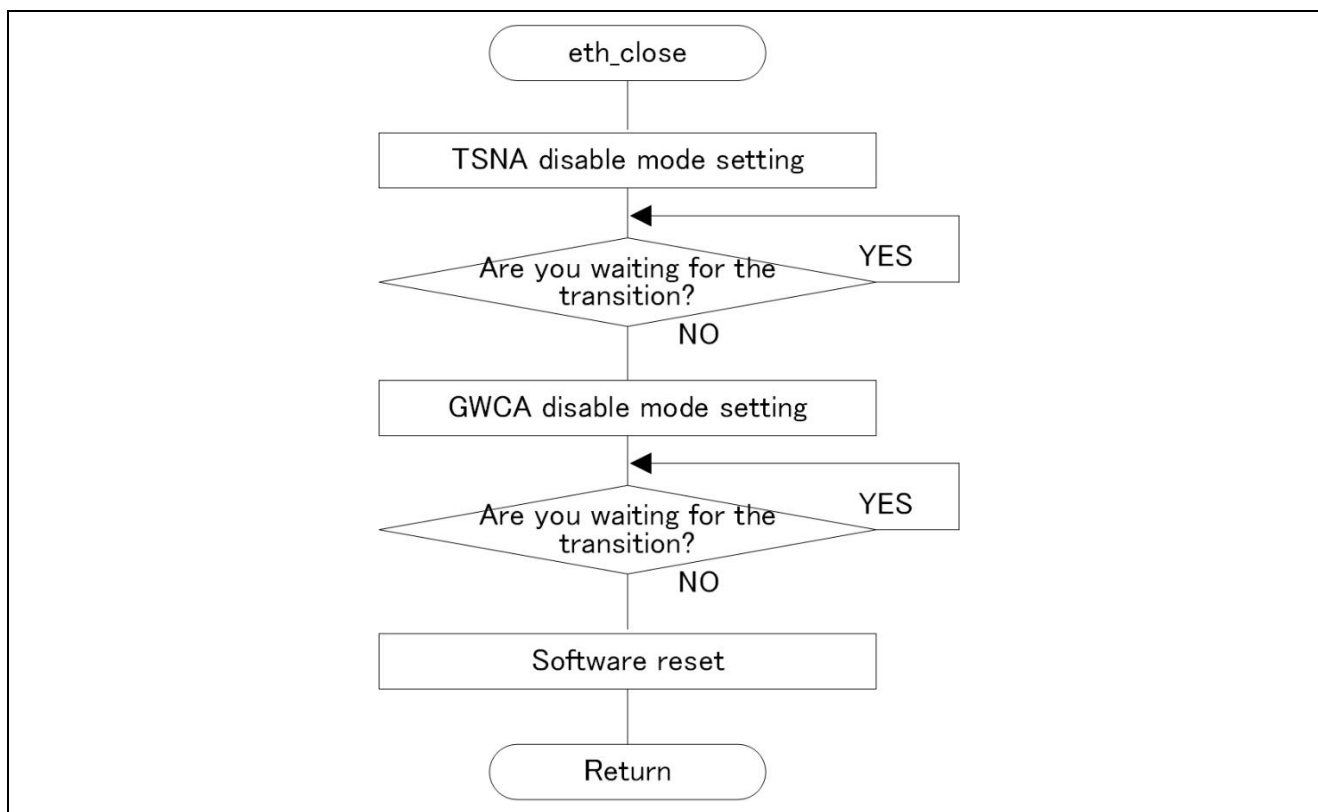 eth_close
TSNA disable mode setting
Are you waiting for the
transition?
YES
NO
GWCA disable mode setting
Are you waiting for the
transition?
YES
NO
Software reset
Return